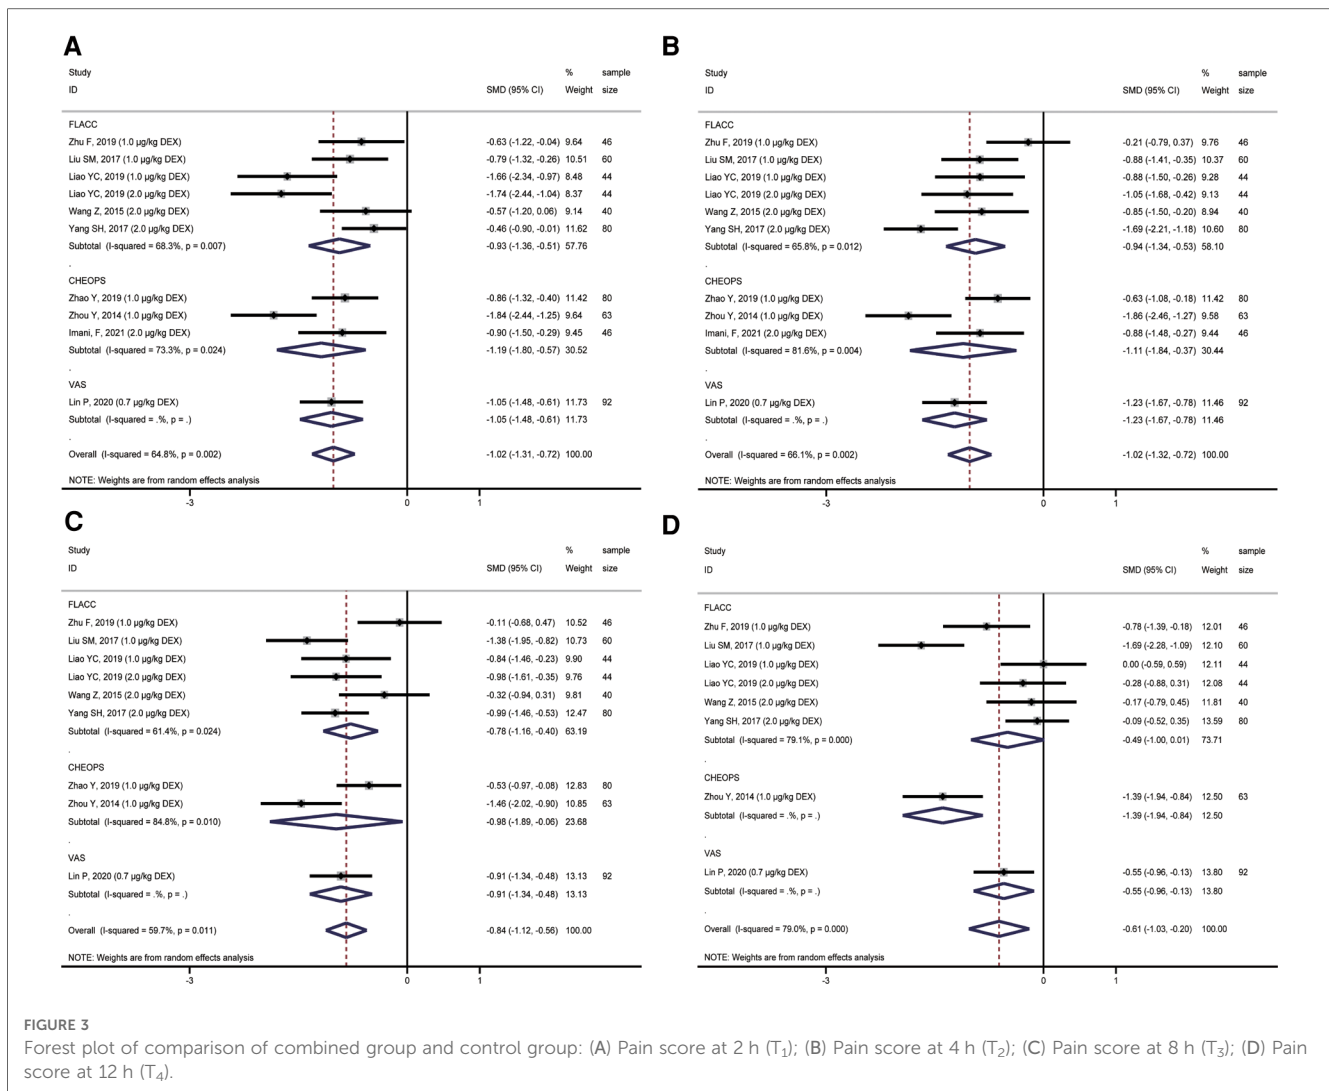 A
Study % sample
ID SMD (95% CI) Weight size
FLACC
Zhu F, 2019 (1.0 μg/kg DEX) -0.63 (-1.22, -0.04) 9.64 46
Liu SM, 2017 (1.0 μg/kg DEX) -0.79 (-1.32, -0.26) 10.51 60
Liao YC, 2019 (1.0 μg/kg DEX) -1.66 (-2.34, -0.97) 8.48 44
Liao YC, 2019 (2.0 μg/kg DEX) -1.74 (-2.44, -1.04) 8.37 44
Wang Z, 2015 (2.0 μg/kg DEX) -0.57 (-1.20, 0.06) 9.14 40
Yang SH, 2017 (2.0 μg/kg DEX) -0.46 (-0.90, -0.01) 11.62 80
Subtotal (I-squared = 68.3%, p = 0.007) -0.93 (-1.36, -0.51) 57.76
.
CHEOPS
Zhao Y, 2019 (1.0 μg/kg DEX) -0.86 (-1.32, -0.40) 11.42 80
Zhou Y, 2014 (1.0 μg/kg DEX) -1.84 (-2.44, -1.25) 9.64 63
Imani, F, 2021 (2.0 μg/kg DEX) -0.90 (-1.50, -0.29) 9.45 46
Subtotal (I-squared = 73.3%, p = 0.024) -1.19 (-1.80, -0.57) 30.52
.
VAS
Lin P, 2020 (0.7 μg/kg DEX) -1.05 (-1.48, -0.61) 11.73 92
Subtotal (I-squared = .%, p = .) -1.05 (-1.48, -0.61) 11.73
.
Overall (I-squared = 64.8%, p = 0.002) -1.02 (-1.31, -0.72) 100.00
NOTE: Weights are from random effects analysis
-3 0 1
B
Study % sample
ID SMD (95% CI) Weight size
FLACC
Zhu F, 2019 (1.0 μg/kg DEX) -0.21 (-0.79, 0.37) 9.76 46
Liu SM, 2017 (1.0 μg/kg DEX) -0.88 (-1.41, -0.35) 10.37 60
Liao YC, 2019 (1.0 μg/kg DEX) -0.88 (-1.50, -0.26) 9.28 44
Liao YC, 2019 (2.0 μg/kg DEX) -1.05 (-1.68, -0.42) 9.13 44
Wang Z, 2015 (2.0 μg/kg DEX) -0.85 (-1.50, -0.20) 8.94 40
Yang SH, 2017 (2.0 μg/kg DEX) -1.69 (-2.21, -1.18) 10.60 80
Subtotal (I-squared = 65.8%, p = 0.012) -0.94 (-1.34, -0.53) 58.10
.
CHEOPS
Zhao Y, 2019 (1.0 μg/kg DEX) -0.63 (-1.08, -0.18) 11.42 80
Zhou Y, 2014 (1.0 μg/kg DEX) -1.86 (-2.46, -1.27) 9.58 63
Imani, F, 2021 (2.0 μg/kg DEX) -0.88 (-1.48, -0.27) 9.44 46
Subtotal (I-squared = 81.6%, p = 0.004) -1.11 (-1.84, -0.37) 30.44
.
VAS
Lin P, 2020 (0.7 μg/kg DEX) -1.23 (-1.67, -0.78) 11.46 92
Subtotal (I-squared = .%, p = .) -1.23 (-1.67, -0.78) 11.46
.
Overall (I-squared = 66.1%, p = 0.002) -1.02 (-1.32, -0.72) 100.00
NOTE: Weights are from random effects analysis
-3 0 1
C
Study % sample
ID SMD (95% CI) Weight size
FLACC
Zhu F, 2019 (1.0 μg/kg DEX) -0.11 (-0.68, 0.47) 10.52 46
Liu SM, 2017 (1.0 μg/kg DEX) -1.38 (-1.95, -0.82) 10.73 60
Liao YC, 2019 (1.0 μg/kg DEX) -0.84 (-1.46, -0.23) 9.90 44
Liao YC, 2019 (2.0 μg/kg DEX) -0.98 (-1.61, -0.35) 9.76 44
Wang Z, 2015 (2.0 μg/kg DEX) -0.32 (-0.94, 0.31) 9.81 40
Yang SH, 2017 (2.0 μg/kg DEX) -0.99 (-1.46, -0.53) 12.47 80
Subtotal (I-squared = 61.4%, p = 0.024) -0.78 (-1.16, -0.40) 63.19
.
CHEOPS
Zhao Y, 2019 (1.0 μg/kg DEX) -0.53 (-0.97, -0.08) 12.83 80
Zhou Y, 2014 (1.0 μg/kg DEX) -1.46 (-2.02, -0.90) 10.85 63
Subtotal (I-squared = 84.8%, p = 0.010) -0.98 (-1.89, -0.06) 23.68
.
VAS
Lin P, 2020 (0.7 μg/kg DEX) -0.91 (-1.34, -0.48) 13.13 92
Subtotal (I-squared = .%, p = .) -0.91 (-1.34, -0.48) 13.13
.
Overall (I-squared = 59.7%, p = 0.011) -0.84 (-1.12, -0.56) 100.00
NOTE: Weights are from random effects analysis
-3 0 1
D
Study % sample
ID SMD (95% CI) Weight size
FLACC
Zhu F, 2019 (1.0 μg/kg DEX) -0.78 (-1.39, -0.18) 12.01 46
Liu SM, 2017 (1.0 μg/kg DEX) -1.69 (-2.28, -1.09) 12.10 60
Liao YC, 2019 (1.0 μg/kg DEX) 0.00 (-0.59, 0.59) 12.11 44
Liao YC, 2019 (2.0 μg/kg DEX) -0.28 (-0.88, 0.31) 12.08 44
Wang Z, 2015 (2.0 μg/kg DEX) -0.17 (-0.79, 0.45) 11.81 40
Yang SH, 2017 (2.0 μg/kg DEX) -0.09 (-0.52, 0.35) 13.59 80
Subtotal (I-squared = 79.1%, p = 0.000) -0.49 (-1.00, 0.01) 73.71
.
CHEOPS
Zhou Y, 2014 (1.0 μg/kg DEX) -1.39 (-1.94, -0.84) 12.50 63
Subtotal (I-squared = .%, p = .) -1.39 (-1.94, -0.84) 12.50
.
VAS
Lin P, 2020 (0.7 μg/kg DEX) -0.55 (-0.96, -0.13) 13.80 92
Subtotal (I-squared = .%, p = .) -0.55 (-0.96, -0.13) 13.80
.
Overall (I-squared = 79.0%, p = 0.000) -0.61 (-1.03, -0.20) 100.00
NOTE: Weights are from random effects analysis
-3 0 1
FIGURE 3
Forest plot of comparison of combined group and control group: (A) Pain score at 2 h (T₁); (B) Pain score at 4 h (T₂); (C) Pain score at 8 h (T₃); (D) Pain
score at 12 h (T₄).